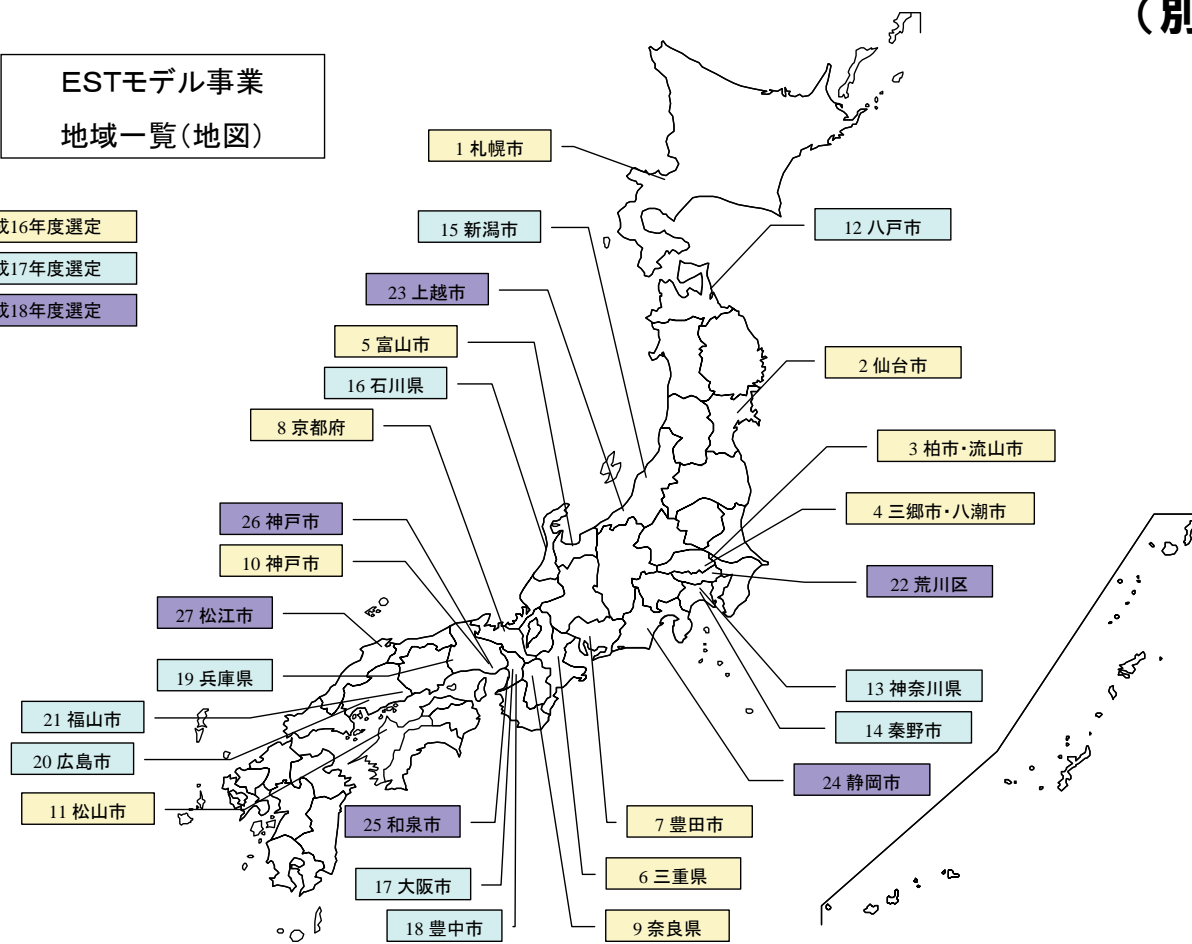 （別
ESTモデル事業
地域一覧（地図）
成16年度選定
成17年度選定
成18年度選定
1 札幌市
15 新潟市
12 八戸市
23 上越市
5 富山市
2 仙台市
16 石川県
8 京都府
3 柏市・流山市
4 三郷市・八潮市
26 神戸市
10 神戸市
22 荒川区
27 松江市
19 兵庫県
13 神奈川県
21 福山市
14 秦野市
20 広島市
24 静岡市
11 松山市
25 和泉市
7 豊田市
6 三重県
17 大阪市
18 豊中市
9 奈良県